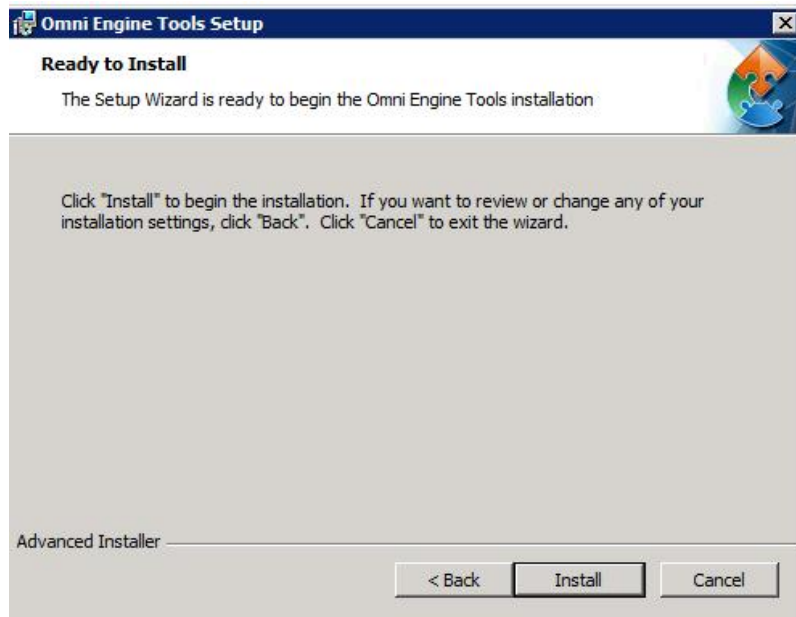 Omni Engine Tools Setup
Ready to Install
The Setup Wizard is ready to begin the Omni Engine Tools installation
Click "Install" to begin the installation. If you want to review or change any of your
installation settings, click "Back". Click "Cancel" to exit the wizard.
Advanced Installer
< Back Install Cancel